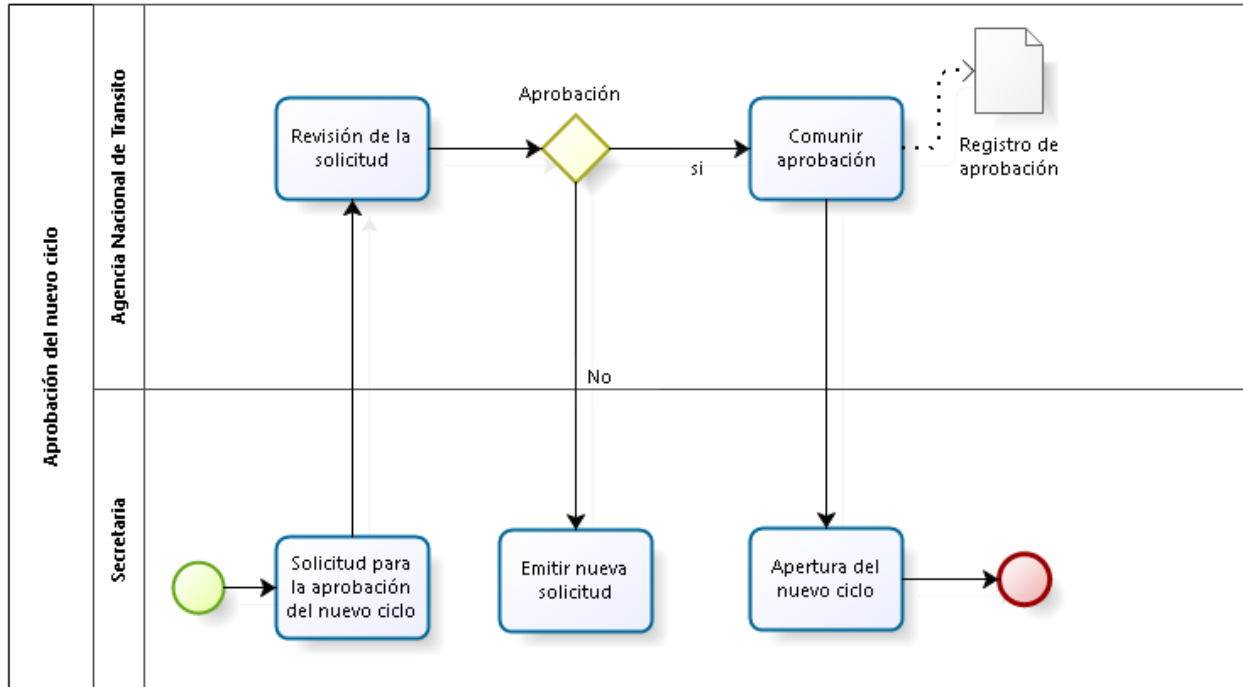 Aprobación del nuevo ciclo
Agencia Nacional de Transito
Revisión de la
solicitud
Aprobación
si
No
Comunir
aprobación
Registro de
aprobación
Secretaria
Solicitud para
la aprobación
del nuevo ciclo
Emitir nueva
solicitud
Apertura del
nuevo ciclo